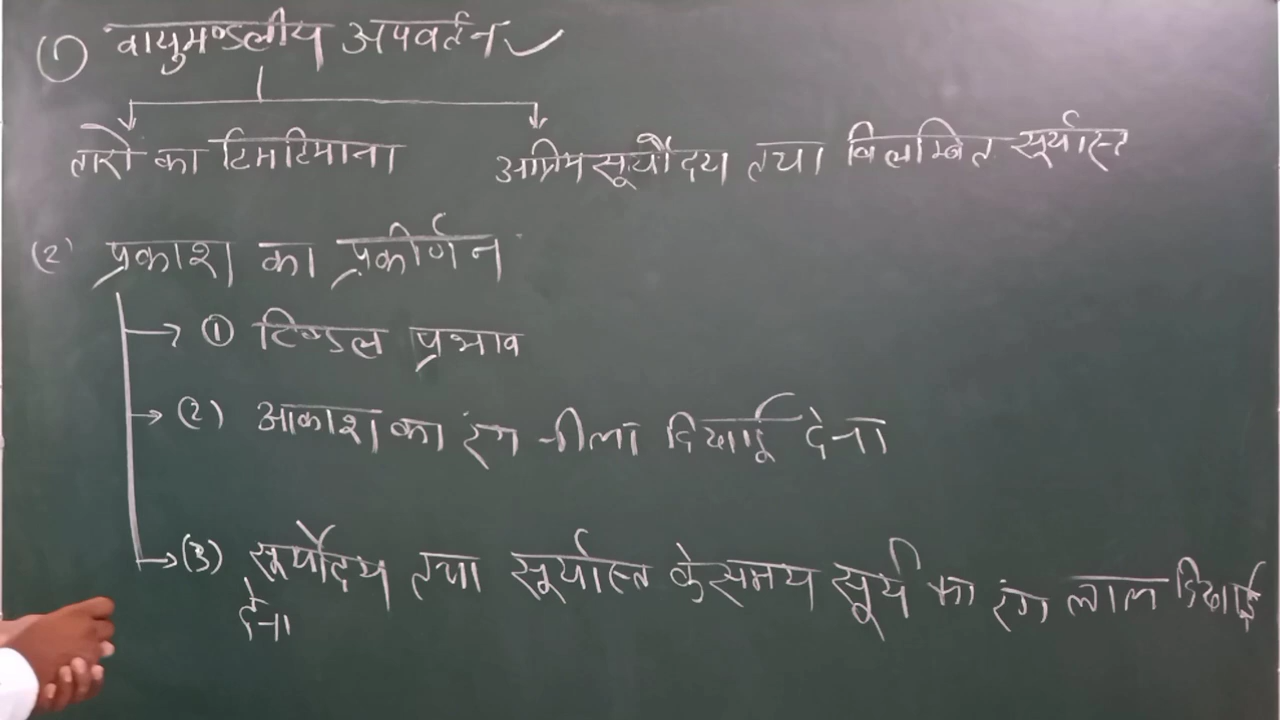 (1) वायुमण्डलीय अपवर्तन ✓
तारो का टिमटिमाना
अग्रिम सूर्योदय तथा विलम्बित सूर्यास्त
(2) प्रकाश का प्रकीर्णन
→ ① टिण्डल प्रभाव
→ (2) आकाश का रंग नीला दिखाई देना
→ (3) सूर्योदय तथा सूर्यास्त के समय सूर्य का रंग लाल दिखाई
देना